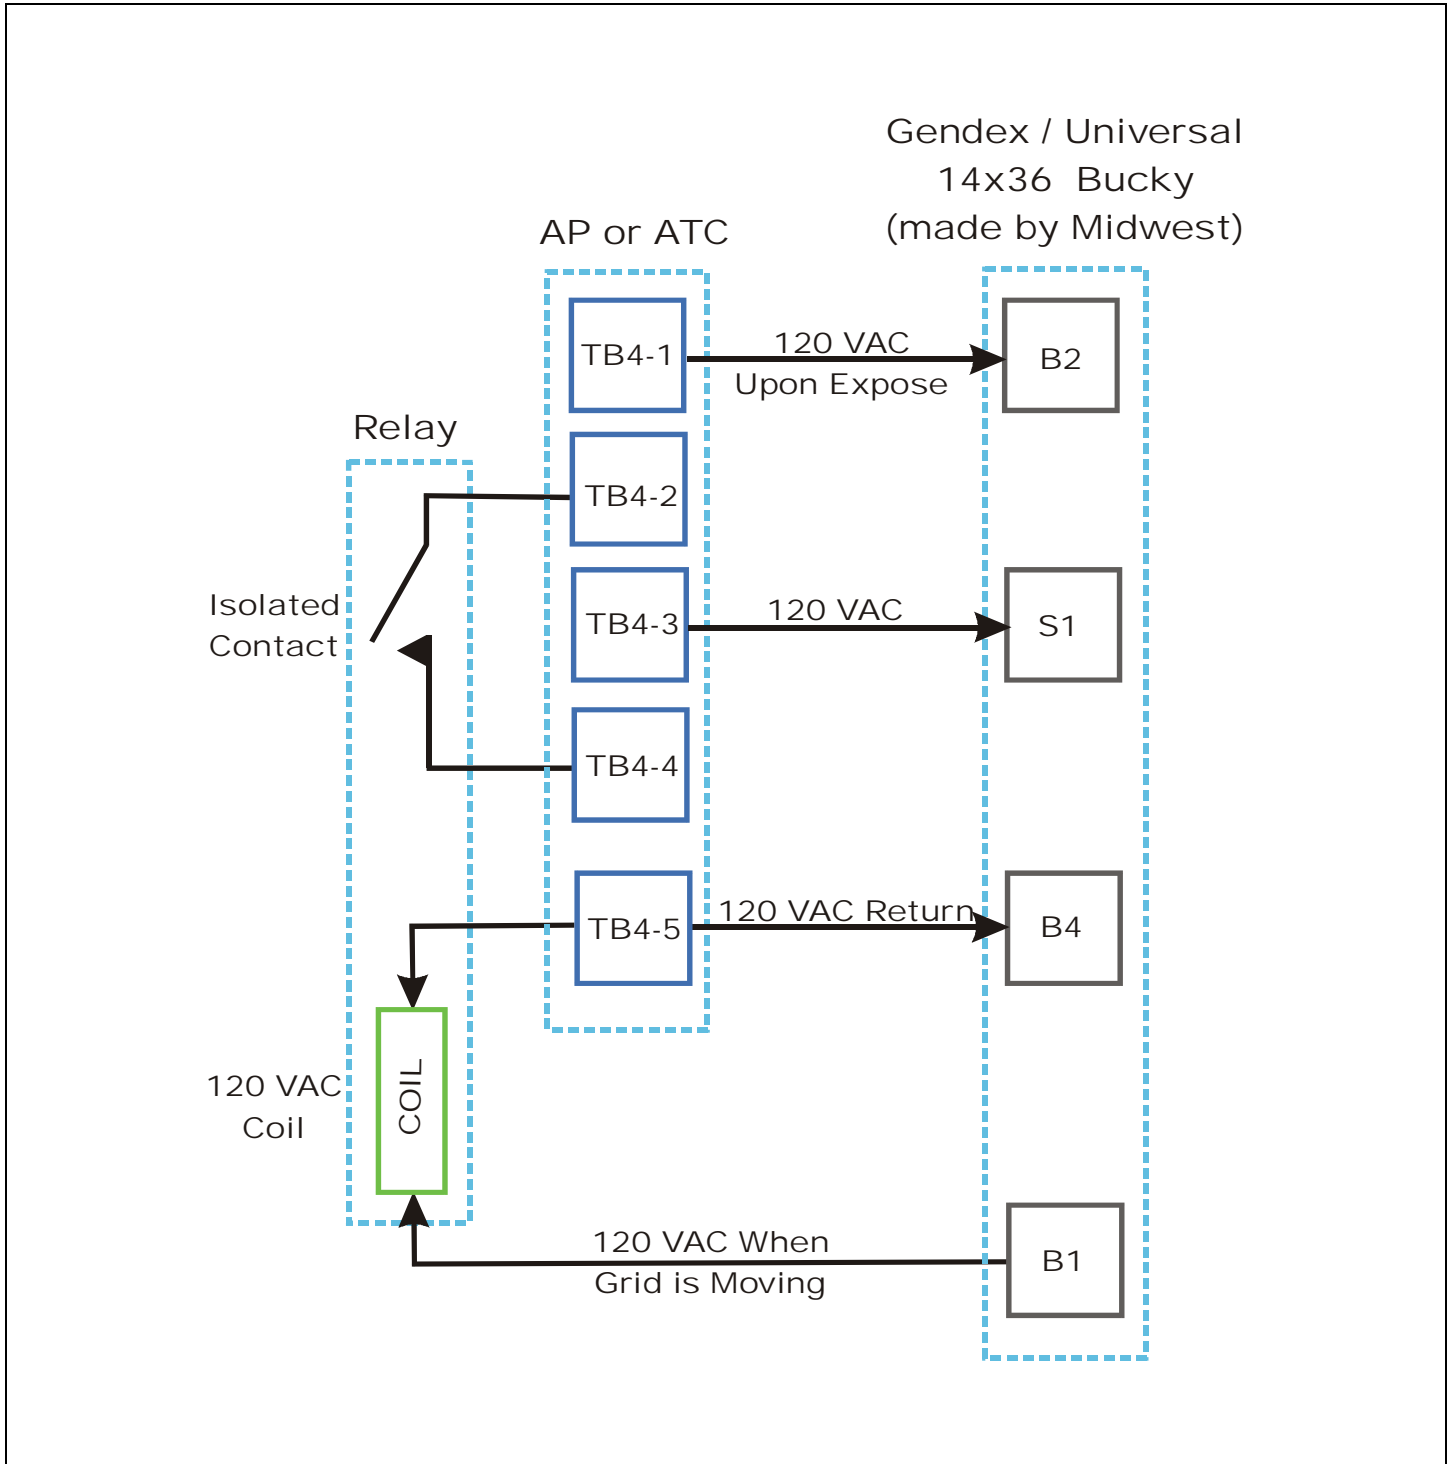 Gendex / Universal
14x36 Bucky
(made by Midwest)
AP or ATC
TB4-1
120 VAC
Upon Expose
B2
Relay
TB4-2
Isolated
Contact
TB4-3
120 VAC
S1
TB4-4
TB4-5
120 VAC Return
B4
120 VAC
Coil
COIL
120 VAC When
Grid is Moving
B1